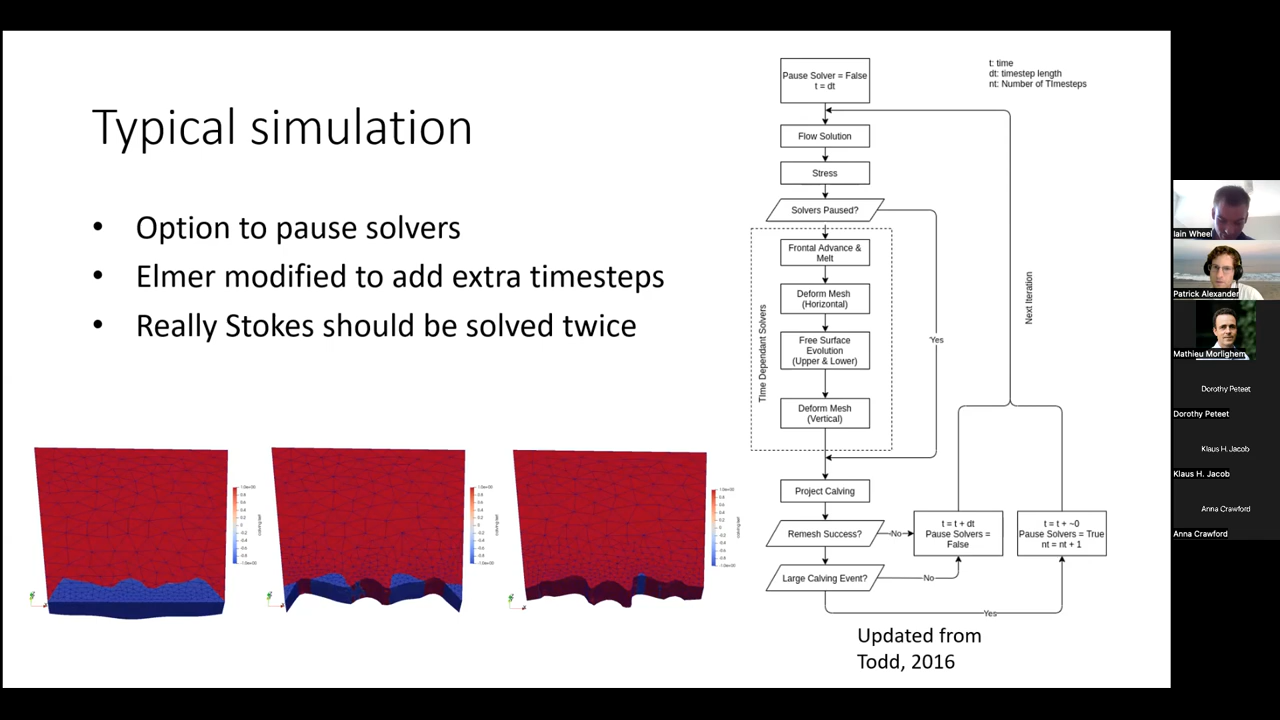 Typical simulation
• Option to pause solvers
• Elmer modified to add extra timesteps
• Really Stokes should be solved twice
Pause Solver = False
t = dt
t: time
dt: timestep length
nt: Number of TImesteps
Flow Solution
Stress
Solvers Paused?
Frontal Advance &
Melt
Deform Mesh
(Horizontal)
Free Surface
Evolution
(Upper & Lower)
Deform Mesh
(Vertical)
TIme Dependant Solvers
Yes
Next Iteration
Project Calving
Remesh Success?
No
t = t + dt
Pause Solvers =
False
t = t + ~0
Pause Solvers = True
nt = nt + 1
Large Calving Event?
No
Yes
Updated from
Todd, 2016
Iain Wheel
Patrick Alexander
Mathieu Morlighem
Dorothy Peteet
Dorothy Peteet
Klaus H. Jacob
Klaus H. Jacob
Anna Crawford
Anna Crawford